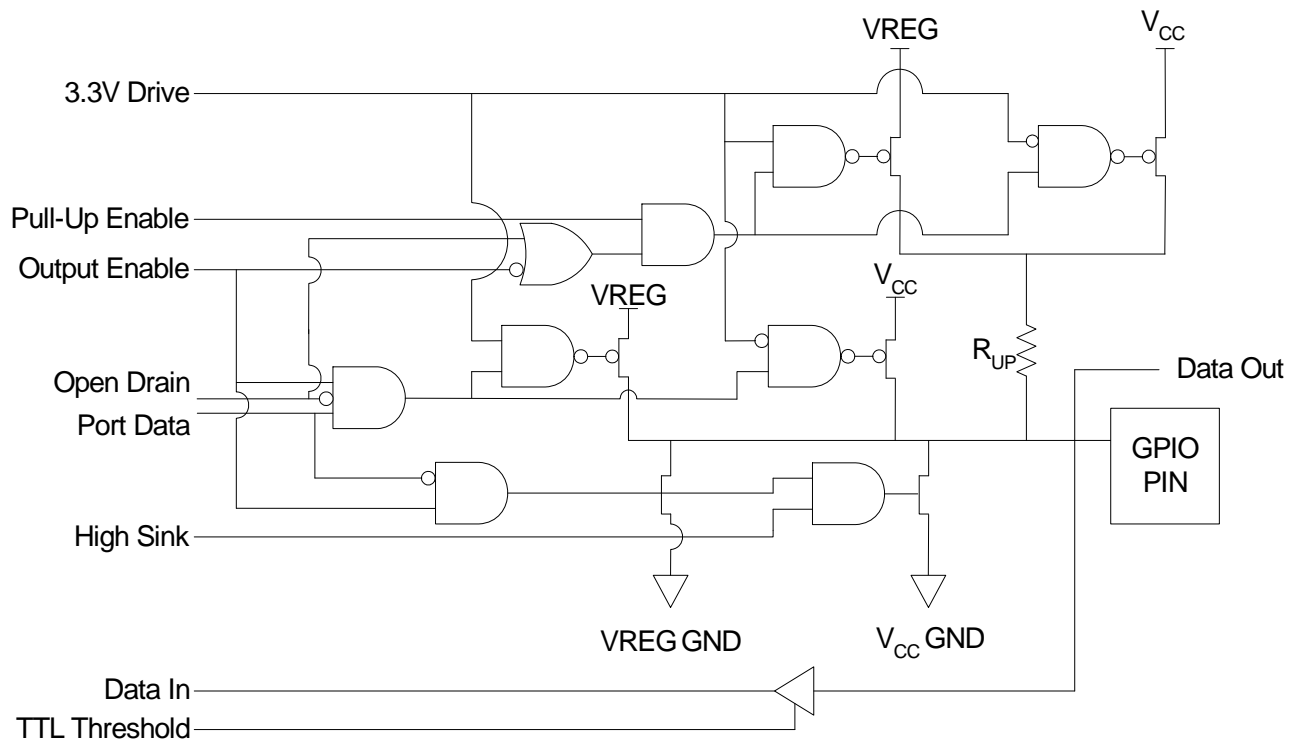 VREG
VCC
3.3V Drive
Pull-Up Enable
Output Enable
VREG
VCC
RUP
Open Drain
Data Out
Port Data
GPIO
PIN
High Sink
VREG GND
VCC GND
Data In
TTL Threshold